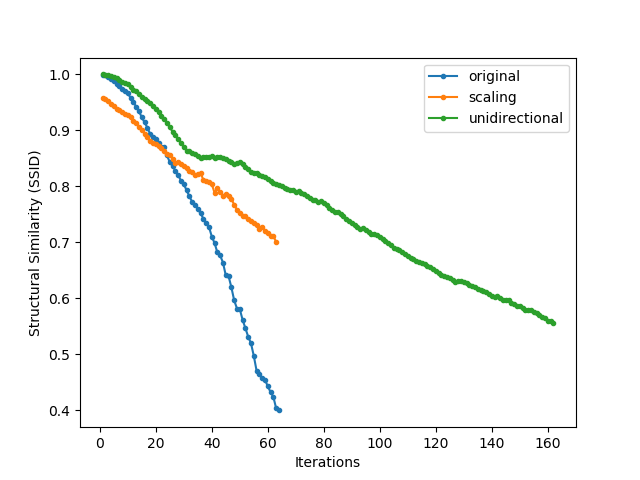 original
scaling
unidirectional
1.0
0.9
0.8
0.7
0.6
0.5
0.4
Structural Similarity (SSID)
0 20 40 60 80 100 120 140 160
Iterations